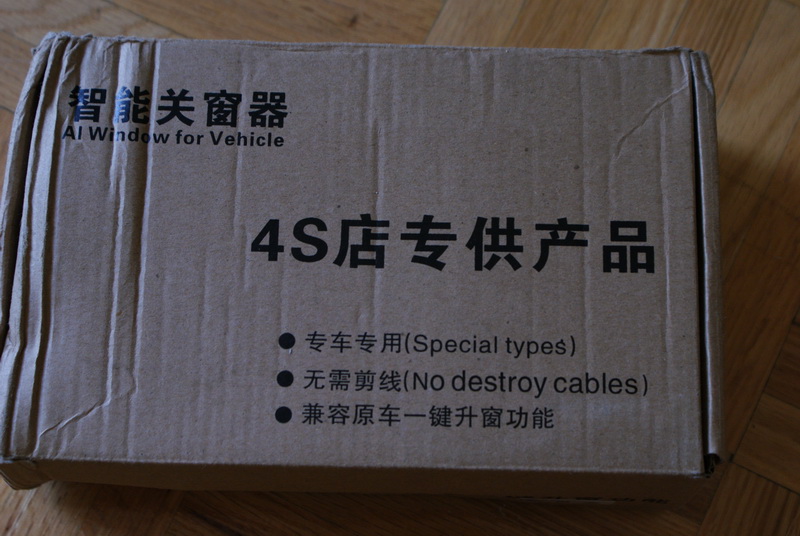 智能关窗器
AI Window for Vehicle
4S店专供产品
● 专车专用(Special types)
● 无需剪线(No destroy cables)
● 兼容原车一键升窗功能